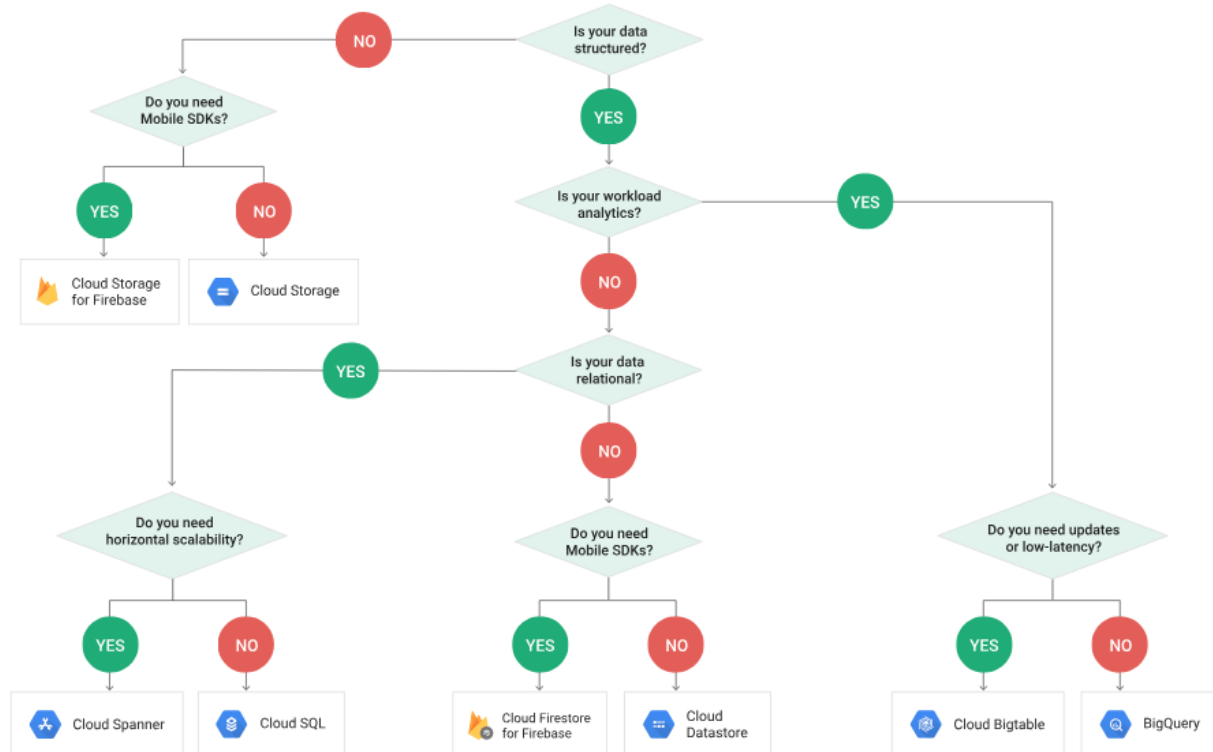 Is your data
structured?
NO
Do you need
Mobile SDKs?
YES
YES
NO
Is your workload
analytics?
YES
Cloud Storage
for Firebase
Cloud Storage
NO
Is your data
relational?
YES
NO
Do you need
horizontal scalability?
Do you need
Mobile SDKs?
Do you need updates
or low-latency?
YES
NO
YES
NO
YES
NO
Cloud Spanner
Cloud SQL
Cloud Firestore
for Firebase
Cloud
Datastore
Cloud Bigtable
BigQuery